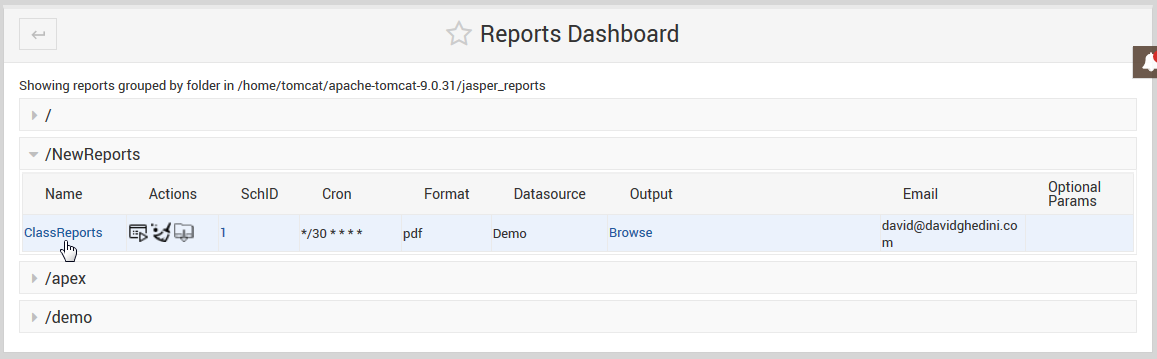 Reports Dashboard
Showing reports grouped by folder in /home/tomcat/apache-tomcat-9.0.31/jasper_reports
/
/NewReports
Name Actions SchID Cron Format Datasource Output Email Optional
Params
ClassReports 1 */30 * * * * pdf Demo Browse david@davidghedini.co
m
/apex
/demo